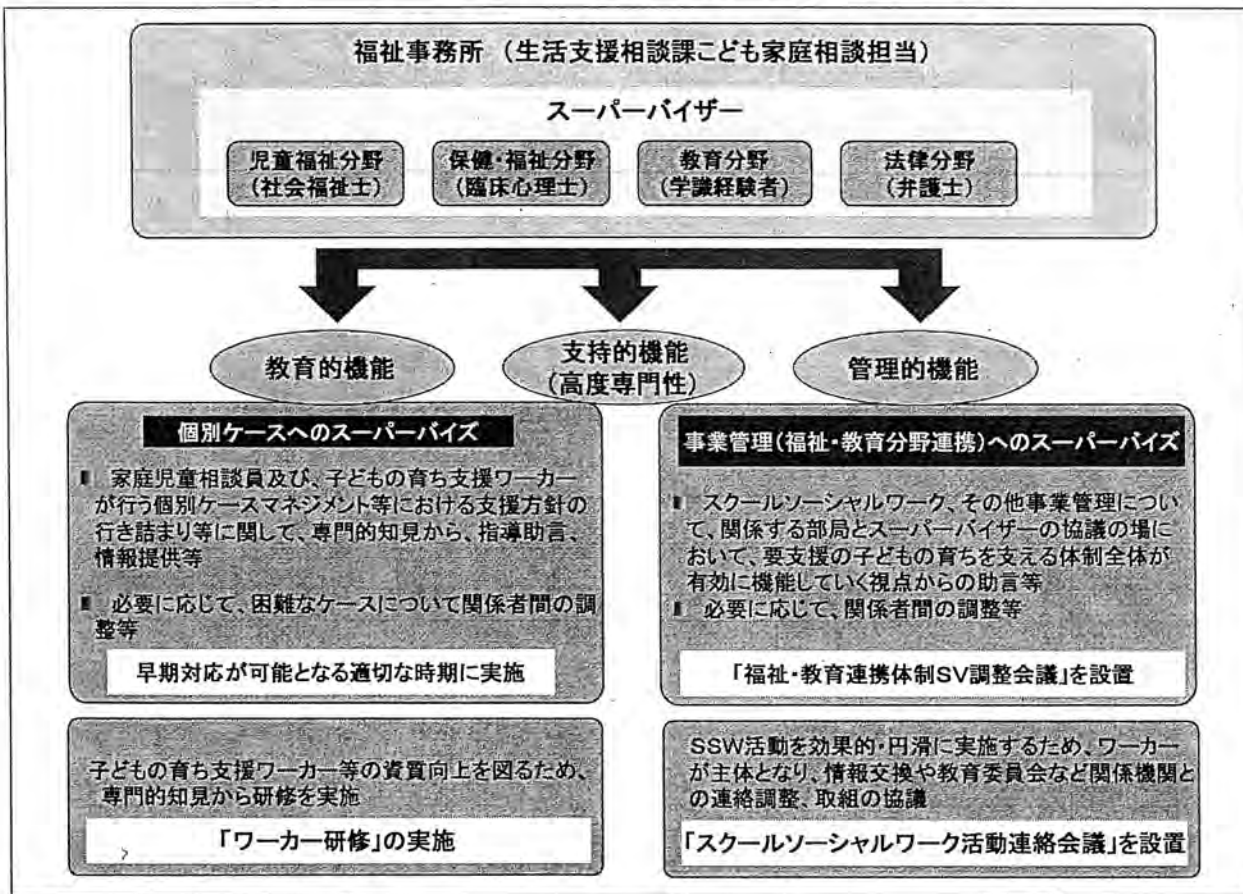 福祉事務所 (生活支援相談課こども家庭相談担当)
スーパーバイザー
児童福祉分野
(社会福祉士)
保健・福祉分野
(臨床心理士)
教育分野
(学識経験者)
法律分野
(弁護士)
教育的機能
支持的機能
(高度専門性)
管理的機能
個別ケースへのスーパーバイズ
■ 家庭児童相談員及び、子どもの育ち支援ワーカー
が行う個別ケースマネジメント等における支援方針の
行き詰まり等に関して、専門的知見から、指導助言、
情報提供等
■ 必要に応じて、困難なケースについて関係者間の調
整等
早期対応が可能となる適切な時期に実施
事業管理(福祉・教育分野連携)へのスーパーバイズ
■ スクールソーシャルワーク、その他事業管理につい
て、関係する部局とスーパーバイザーの協議の場に
おいて、要支援の子どもの育ちを支える体制全体が
有効に機能していく視点からの助言等
■ 必要に応じて、関係者間の調整等
「福祉・教育連携体制SV調整会議」を設置
子どもの育ち支援ワーカー等の資質向上を図るため、
専門的知見から研修を実施
「ワーカー研修」の実施
SSW活動を効果的・円滑に実施するため、ワーカー
が主体となり、情報交換や教育委員会など関係機関と
の連絡調整、取組の協議
「スクールソーシャルワーク活動連絡会議」を設置